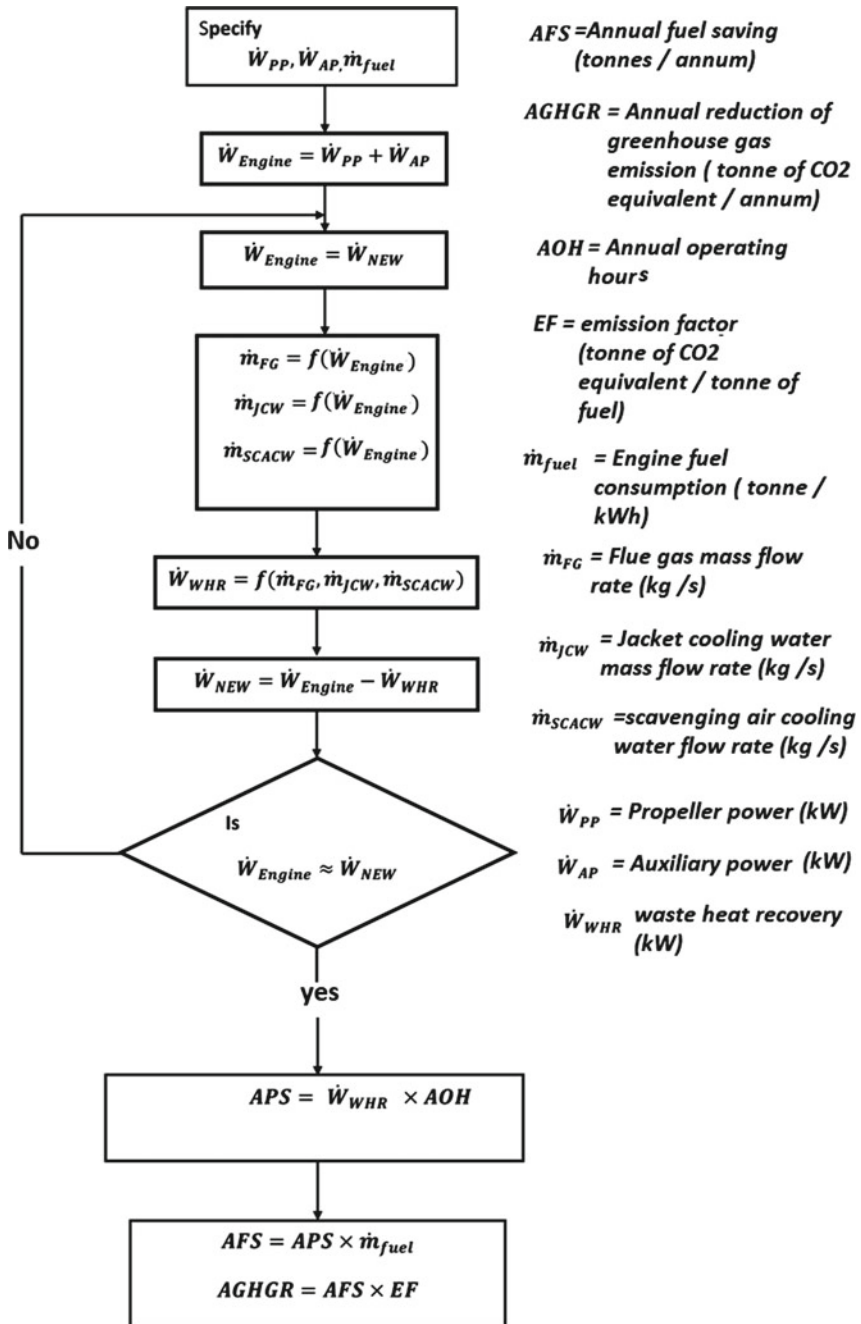 Specify
Ẇ_PP, Ẇ_AP, ṁ_fuel
Ẇ_Engine = Ẇ_PP + Ẇ_AP
Ẇ_Engine = Ẇ_NEW
ṁ_FG = f(Ẇ_Engine)
ṁ_JCW = f(Ẇ_Engine)
ṁ_SCACW = f(Ẇ_Engine)
No
Ẇ_WHR = f(ṁ_FG, ṁ_JCW, ṁ_SCACW)
Ẇ_NEW = Ẇ_Engine − Ẇ_WHR
Is
Ẇ_Engine ≈ Ẇ_NEW
yes
APS = Ẇ_WHR × AOH
AFS = APS × ṁ_fuel
AGHGR = AFS × EF
AFS =Annual fuel saving
(tonnes / annum)
AGHGR = Annual reduction of
greenhouse gas
emission ( tonne of CO2
equivalent / annum)
AOH = Annual operating
hours
EF = emission factor
(tonne of CO2
equivalent / tonne of
fuel)
ṁ_fuel = Engine fuel
consumption ( tonne /
kWh)
ṁ_FG = Flue gas mass flow
rate (kg /s)
ṁ_JCW = Jacket cooling water
mass flow rate (kg /s)
ṁ_SCACW =scavenging air cooling
water flow rate (kg /s)
Ẇ_PP = Propeller power (kW)
Ẇ_AP = Auxiliary power (kW)
Ẇ_WHR waste heat recovery
(kW)